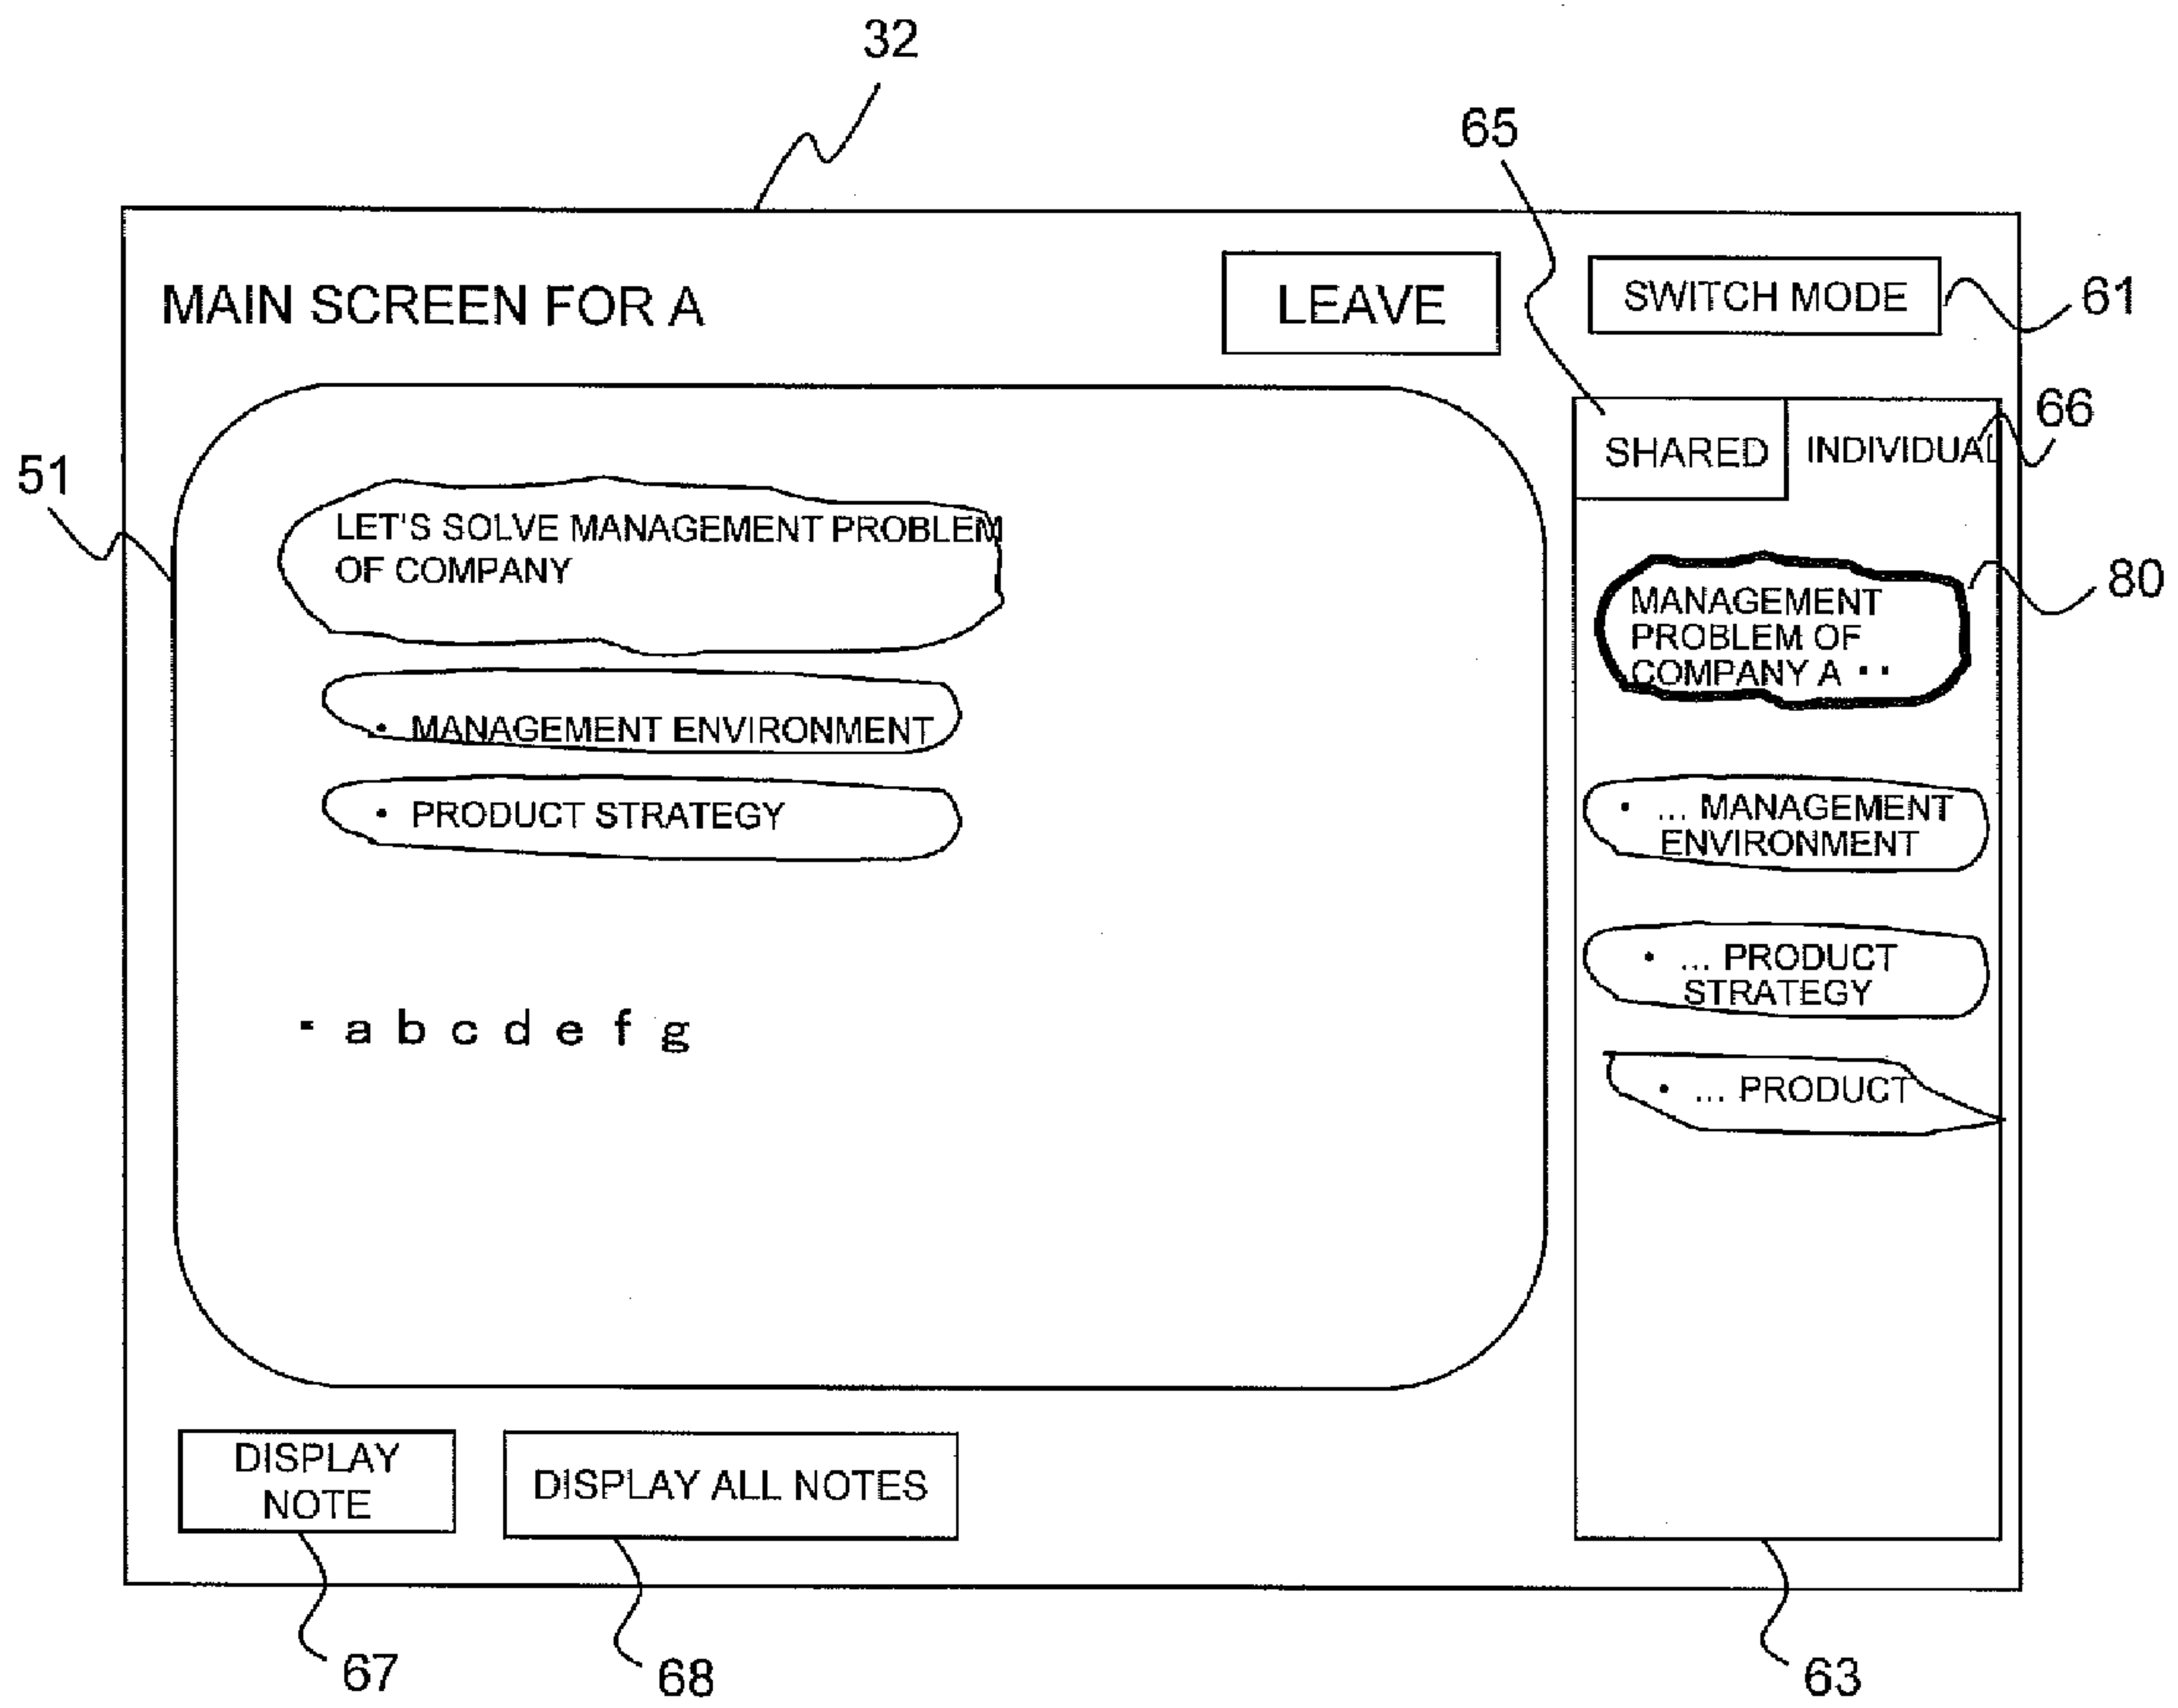 32
65
MAIN SCREEN FOR A
LEAVE
SWITCH MODE
61
51
SHARED
INDIVIDUAL
66
LET'S SOLVE MANAGEMENT PROBLEM
OF COMPANY
• MANAGEMENT ENVIRONMENT
• PRODUCT STRATEGY
▪ a b c d e f g
MANAGEMENT
PROBLEM OF
COMPANY A ▪ ▪
80
• ... MANAGEMENT
ENVIRONMENT
• ... PRODUCT
STRATEGY
• ... PRODUCT
DISPLAY
NOTE
DISPLAY ALL NOTES
67
68
63